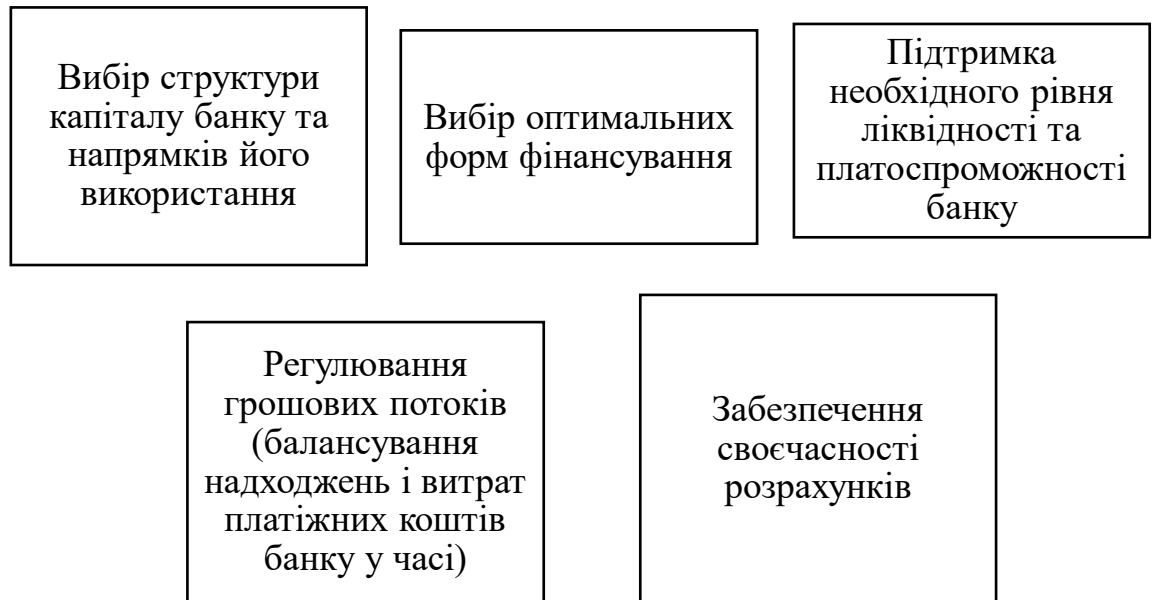 Вибір структури
капіталу банку та
напрямків його
використання
Вибір оптимальних
форм фінансування
Підтримка
необхідного рівня
ліквідності та
платоспроможності
банку
Регулювання
грошових потоків
(балансування
надходжень і витрат
платіжних коштів
банку у часі)
Забезпечення
своєчасності
розрахунків